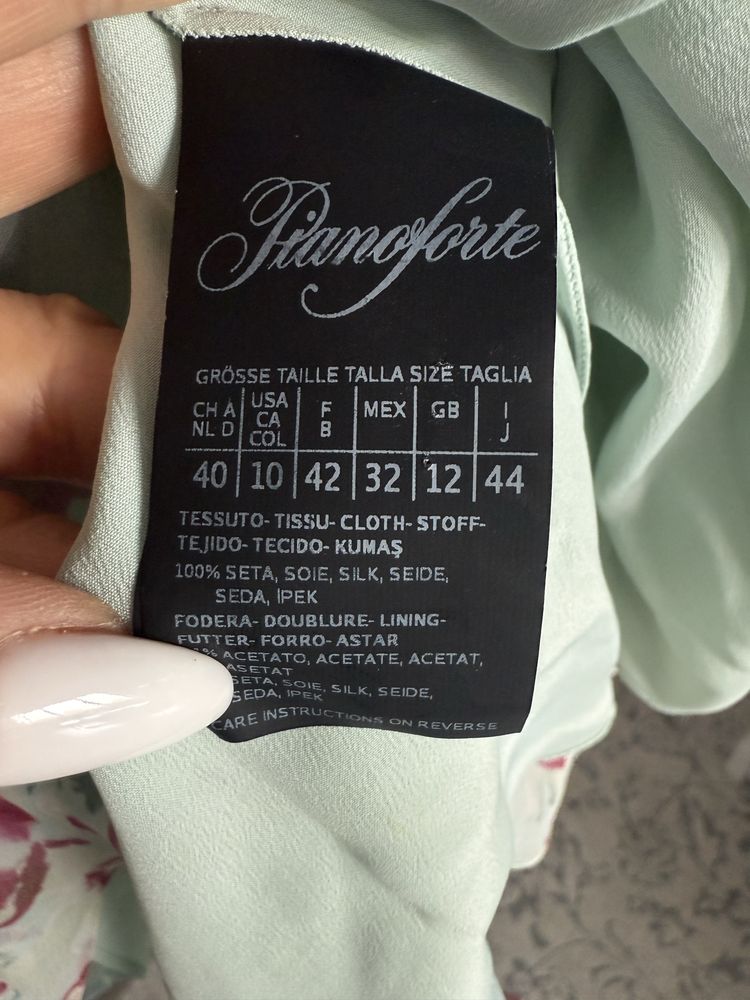 Pianoforte
GRÖSSE TAILLE TALLA SIZE TAGLIA
CH A NL D | USA CA COL | F B | MEX | GB | I J
40 | 10 | 42 | 32 | 12 | 44
TESSUTO- TISSU- CLOTH- STOFF-
TEJIDO- TECIDO- KUMAŞ
100% SETA, SOIE, SILK, SEIDE,
SEDA, İPEK
FODERA- DOUBLURE- LINING-
FUTTER- FORRO- ASTAR
ACETATO, ACETATE, ACETAT,
ASETAT
SETA, SOIE, SILK, SEIDE,
SEDA, İPEK
CARE INSTRUCTIONS ON REVERSE